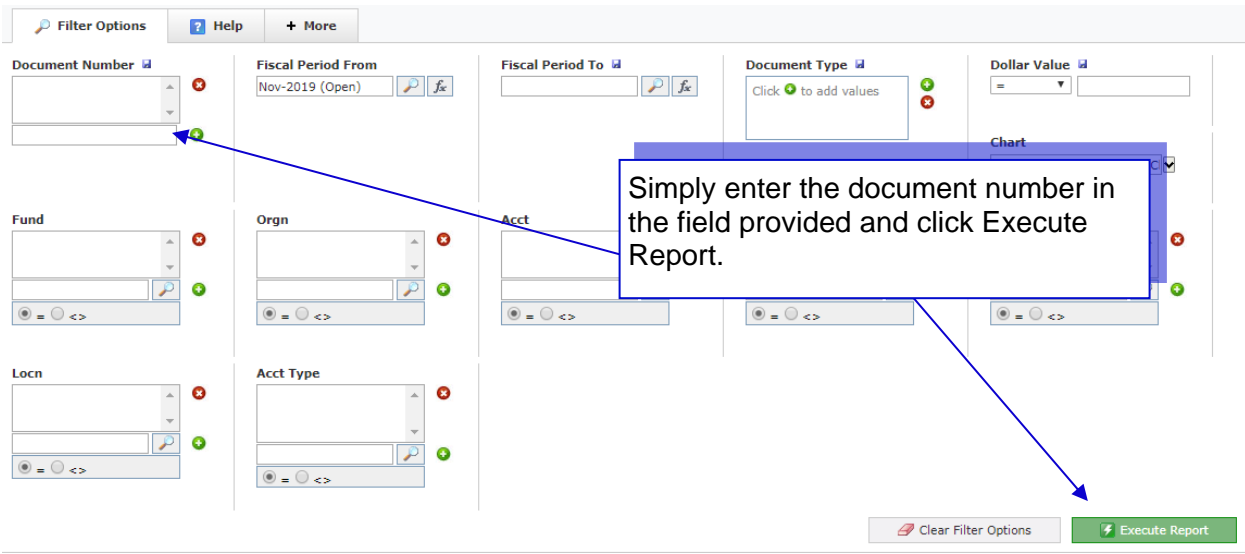 Filter Options Help + More
Document Number Fiscal Period From Fiscal Period To Document Type Dollar Value
Nov-2019 (Open) fx fx Click to add values =
Chart
C
Simply enter the document number in
the field provided and click Execute
Report.
Fund Orgn Acct
= <> = <> = <> = <> = <>
Locn Acct Type
= <> = <>
Clear Filter Options Execute Report